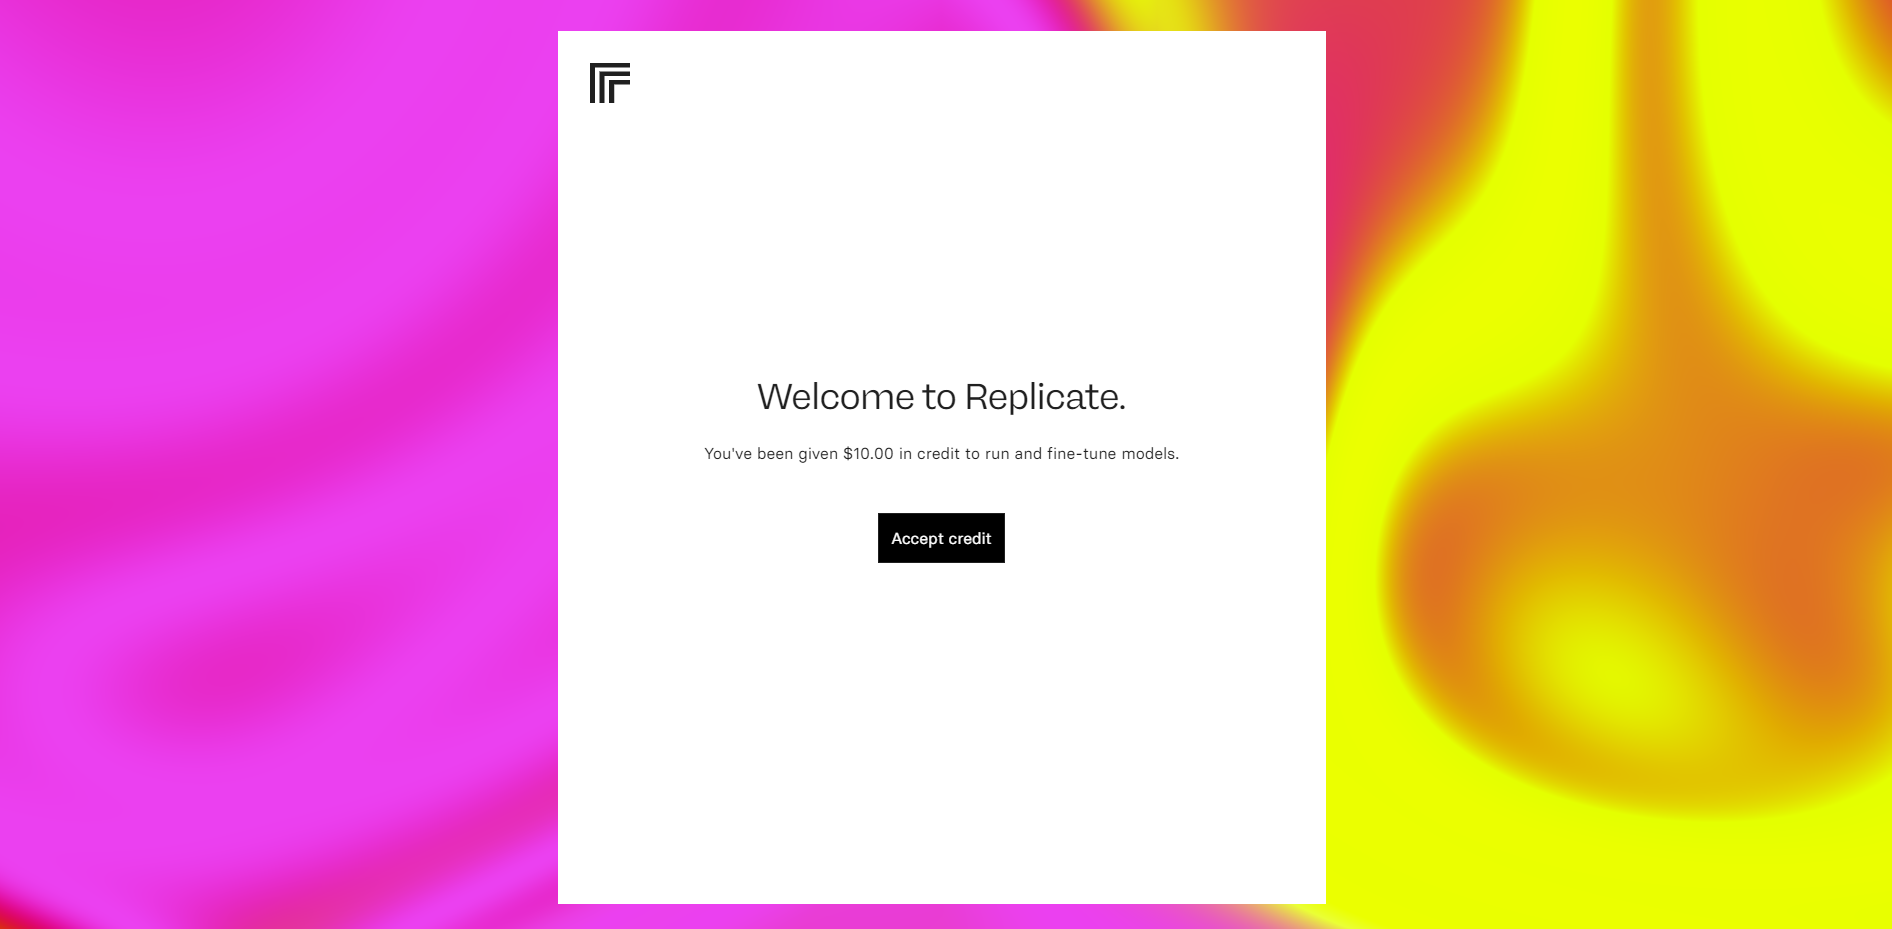 Welcome to Replicate.
You've been given $10.00 in credit to run and fine-tune models.
Accept credit